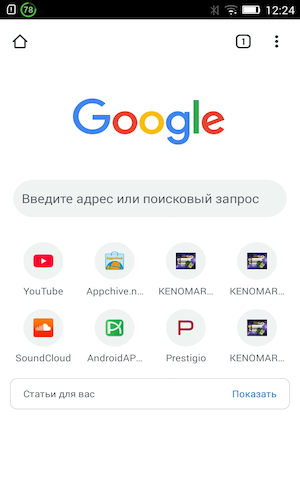 78
12:24
1
Google
Введите адрес или поисковый запрос
YouTube
Appchive.n...
KENOMAR...
KENOMAR...
SoundCloud
AndroidAP...
Prestigio
KENOMAR...
Статьи для вас
Показать